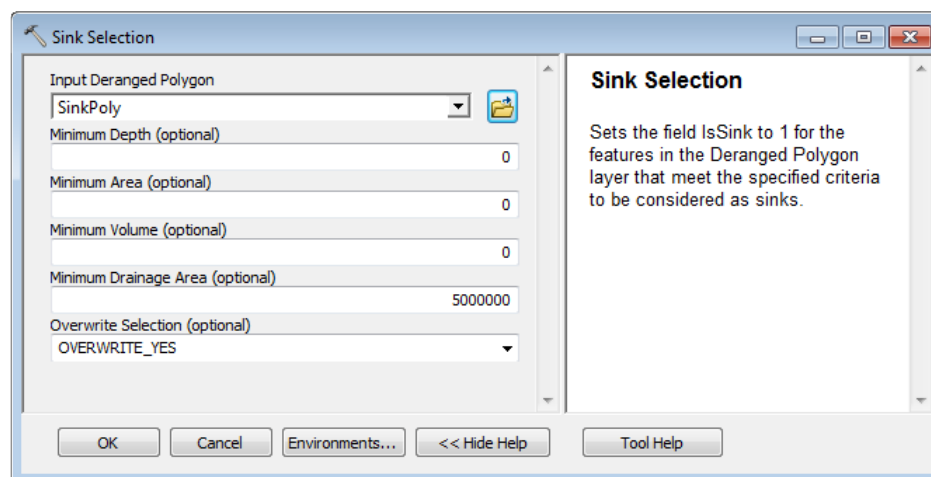 Sink Selection
Input Deranged Polygon
SinkPoly
Minimum Depth (optional)
0
Minimum Area (optional)
0
Minimum Volume (optional)
0
Minimum Drainage Area (optional)
5000000
Overwrite Selection (optional)
OVERWRITE_YES
Sink Selection
Sets the field IsSink to 1 for the
features in the Deranged Polygon
layer that meet the specified criteria
to be considered as sinks.
OK Cancel Environments... << Hide Help Tool Help